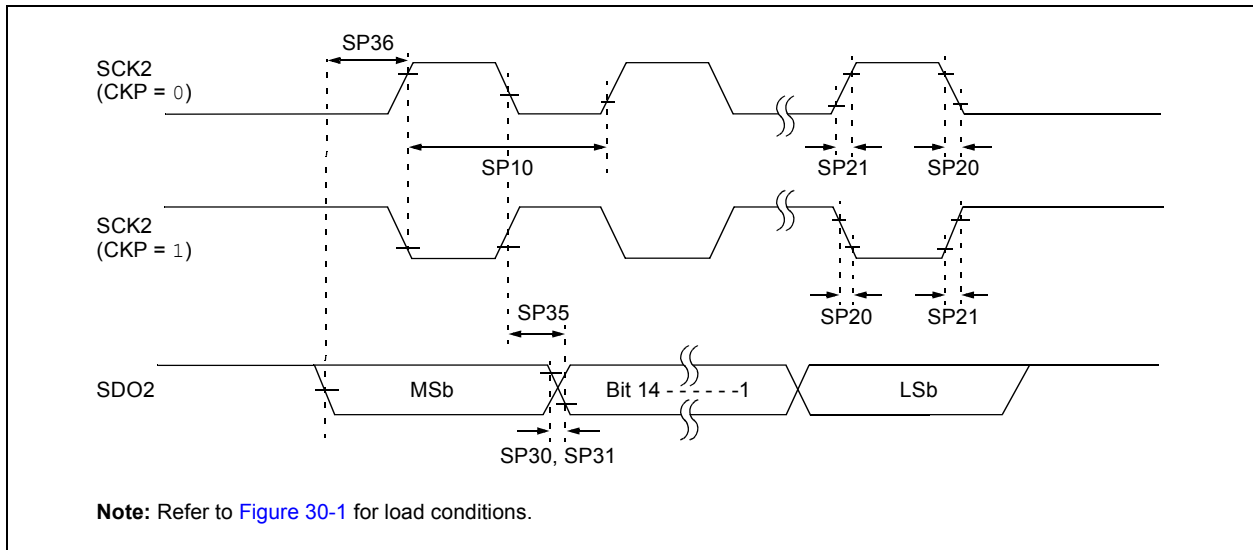 SP36
SCK2
(CKP = 0)
SP10
SP21
SP20
SCK2
(CKP = 1)
SP35
SP20
SP21
SDO2
MSb
Bit 14 - - - - - -1
LSb
SP30, SP31
Note: Refer to Figure 30-1 for load conditions.